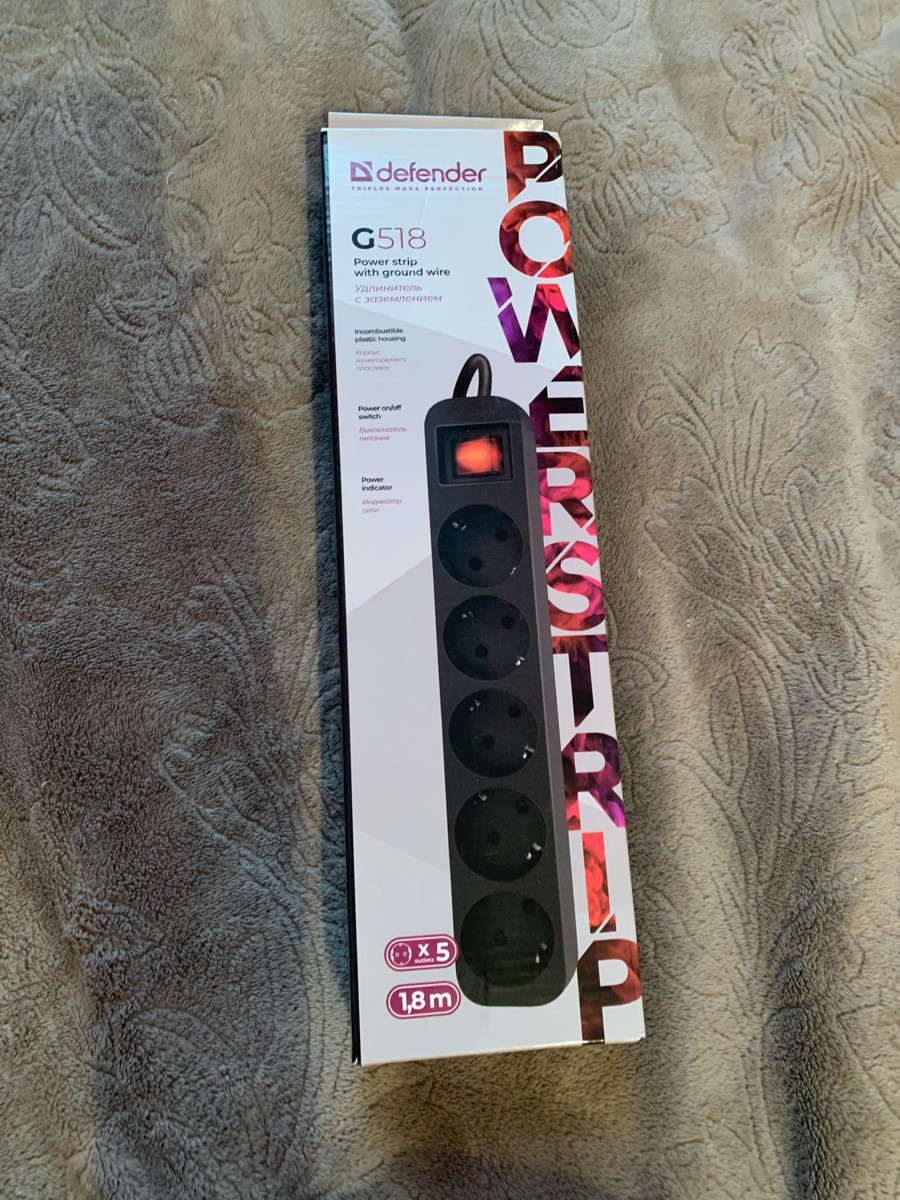 defender
TRIPLES MAKE PERFECTION
G518
Power strip
with ground wire
Удлинитель
с заземлением
Incombustible
plastic housing
Корпус
из негорючего
пластика
Power on/off
switch
Выключатель
питания
Power
indicator
Индикатор
сети
x 5
outlets
1,8 m
POWER STRIP